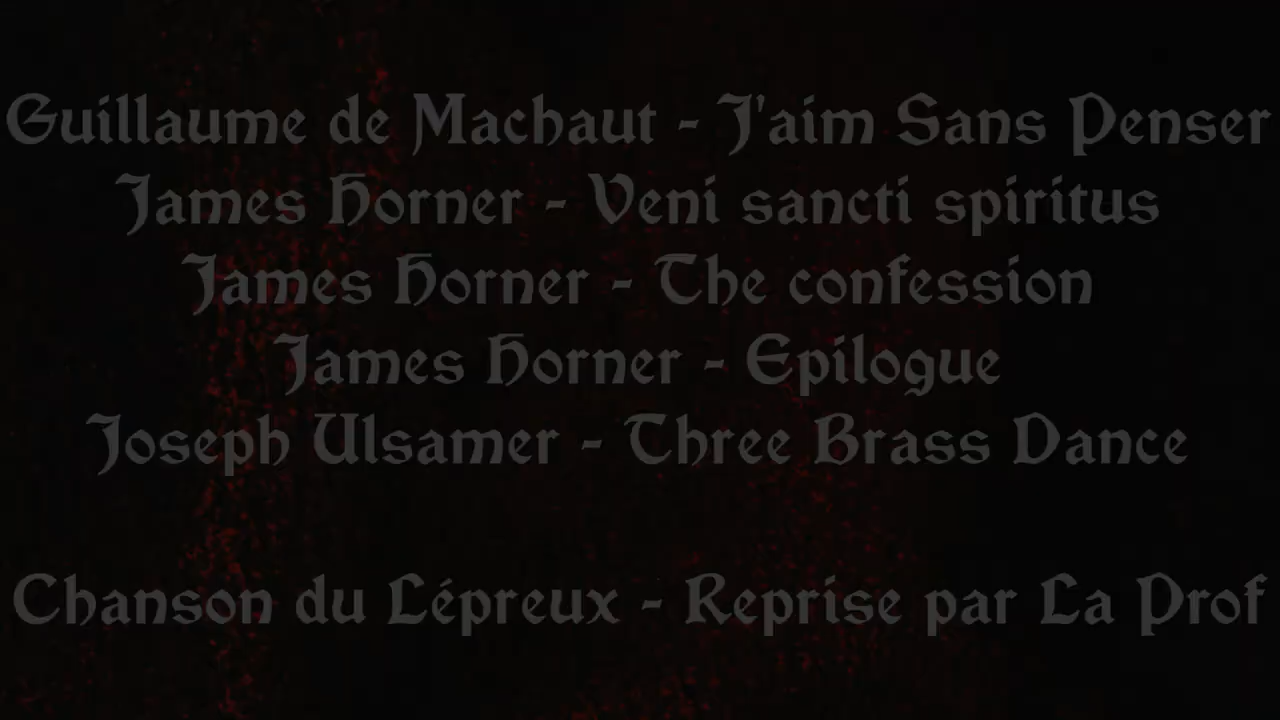 Guillaume de Machaut - J'aim Sans Penser
James Horner - Veni sancti spiritus
James Horner - The confession
James Horner - Epilogue
Joseph Ulsamer - Three Brass Dance
Chanson du Lépreux - Reprise par La Prof